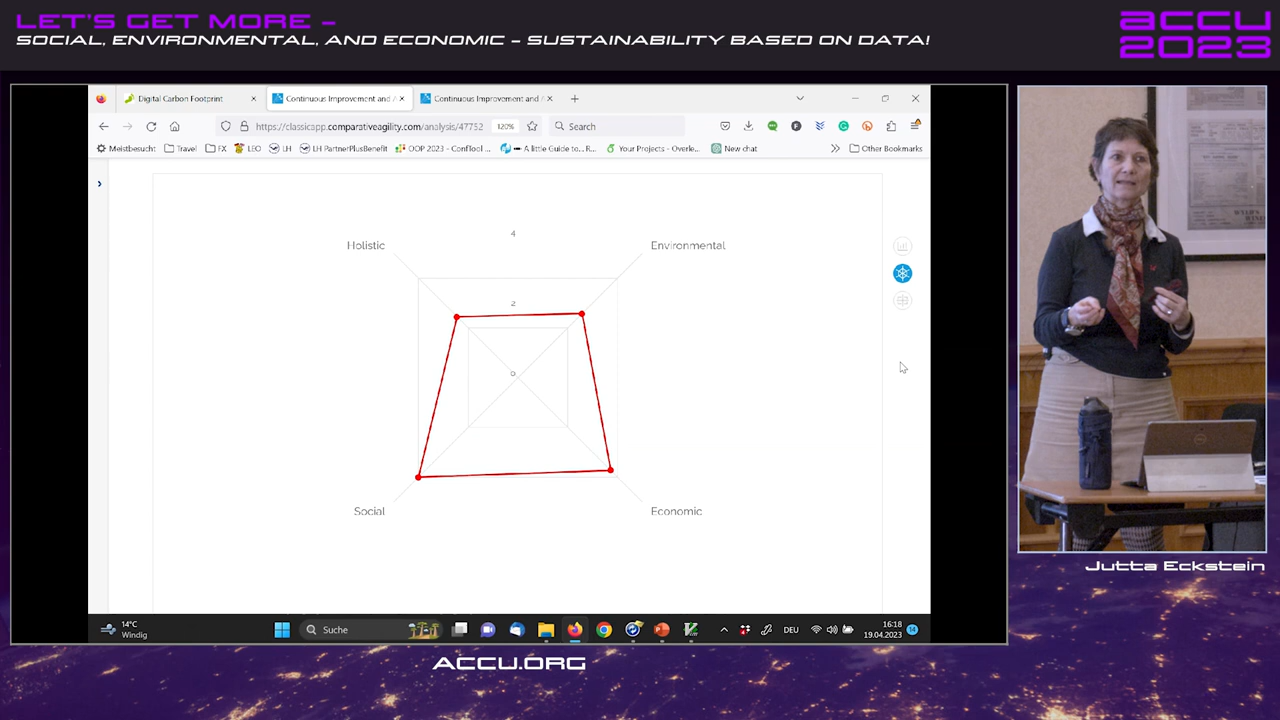 LET'S GET MORE –
SOCIAL, ENVIRONMENTAL, AND ECONOMIC – SUSTAINABILITY BASED ON DATA!
ACCU
2023
Digital Carbon Footprint
Continuous Improvement and A
Continuous Improvement and A
https://classicapp.comparativeagility.com/analysis/47752
120%
Search
Meistbesucht
Travel
FX
LEO
LH
LH PartnerPlusBenefit
OOP 2023 - ConfTool ...
A little Guide to... R...
Your Projects - Overle...
New chat
Other Bookmarks
4
Holistic
Environmental
2
0
Social
Economic
14°C
Windig
Suche
DEU
16:18
19.04.2023
Jutta Eckstein
ACCU.ORG